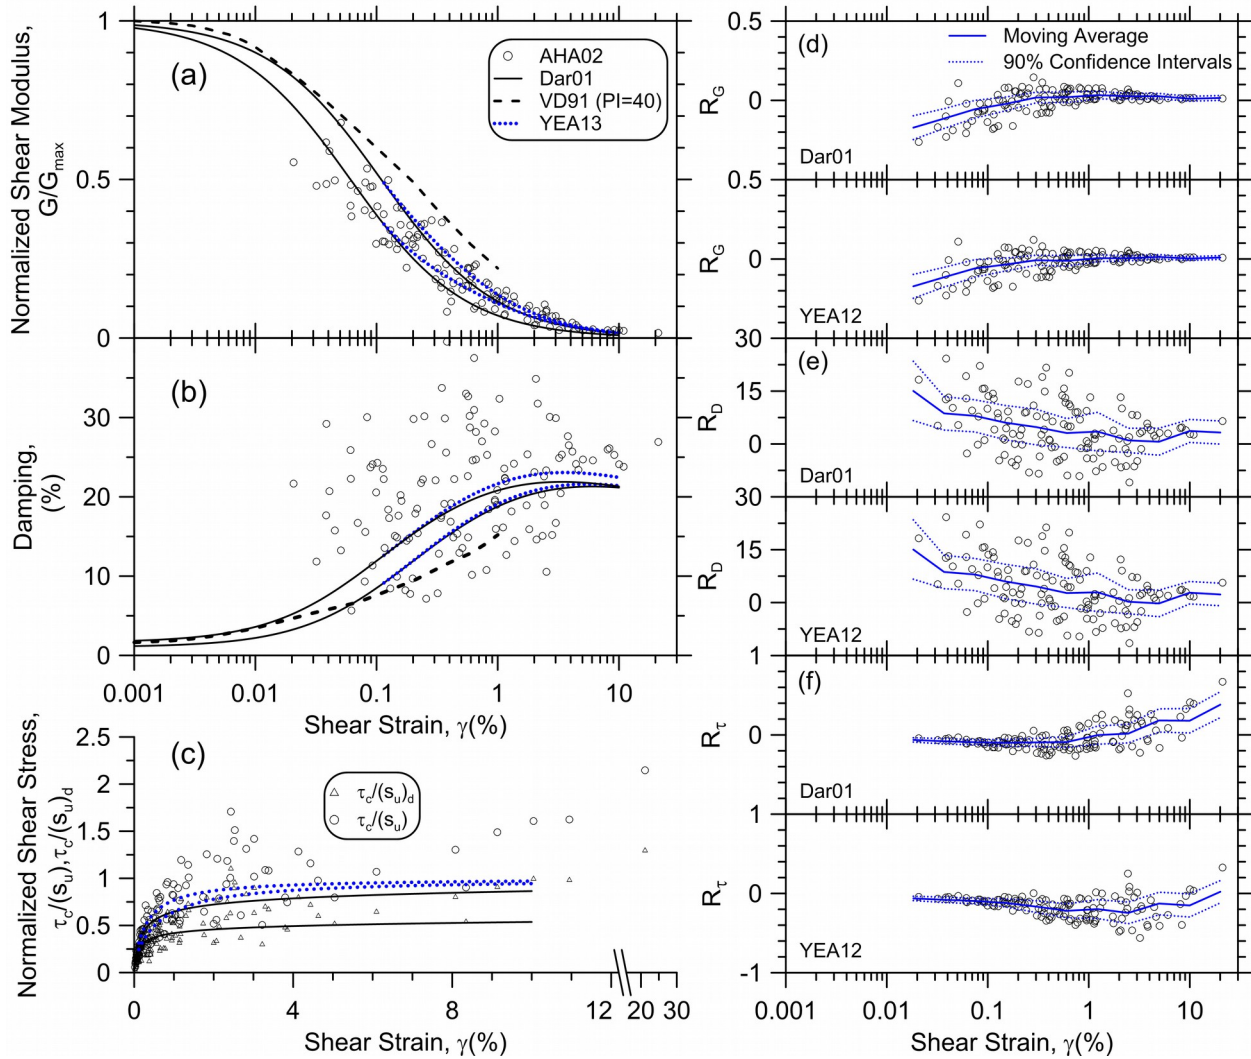 Normalized Shear Modulus,
G/Gmax
1
0.5
0
(a)
AHA02
Dar01
VD91 (PI=40)
YEA13
Damping,
(%)
30
20
10
0
(b)
0.001
0.01
0.1
1
10
Shear Strain, γ(%)
Normalized Shear Stress,
τc/(su),τc/(su)d
2.5
2
1.5
1
0.5
0
(c)
τc/(su)d
τc/(su)
0
4
8
12
20
30
Shear Strain, γ(%)
0.5
(d)
Moving Average
90% Confidence Intervals
RG
0
Dar01
0.5
RG
0
YEA12
30
(e)
RD
15
0
Dar01
30
RD
15
0
YEA12
1
(f)
Rτ
0
Dar01
1
Rτ
0
YEA12
-1
0.001
0.01
0.1
1
10
Shear Strain, γ(%)